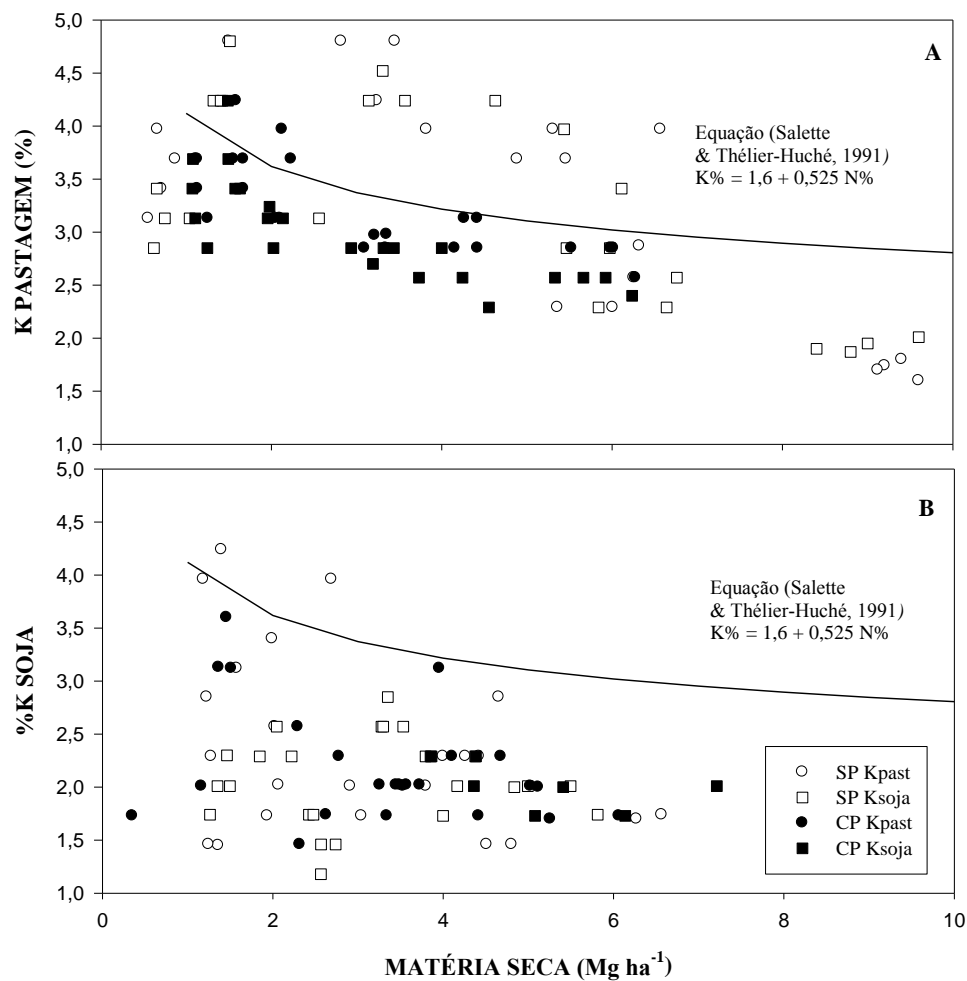 5,0
A
4,5
4,0
Equação (Salette
& Thélier-Huché, 1991)
K% = 1,6 + 0,525 N%
3,5
3,0
2,5
2,0
1,5
1,0
K PASTAGEM (%)
5,0
B
4,5
4,0
Equação (Salette
& Thélier-Huché, 1991)
K% = 1,6 + 0,525 N%
3,5
3,0
2,5
2,0
1,5
1,0
%K SOJA
SP Kpast
SP Ksoja
CP Kpast
CP Ksoja
0 2 4 6 8 10
MATÉRIA SECA (Mg ha⁻¹)